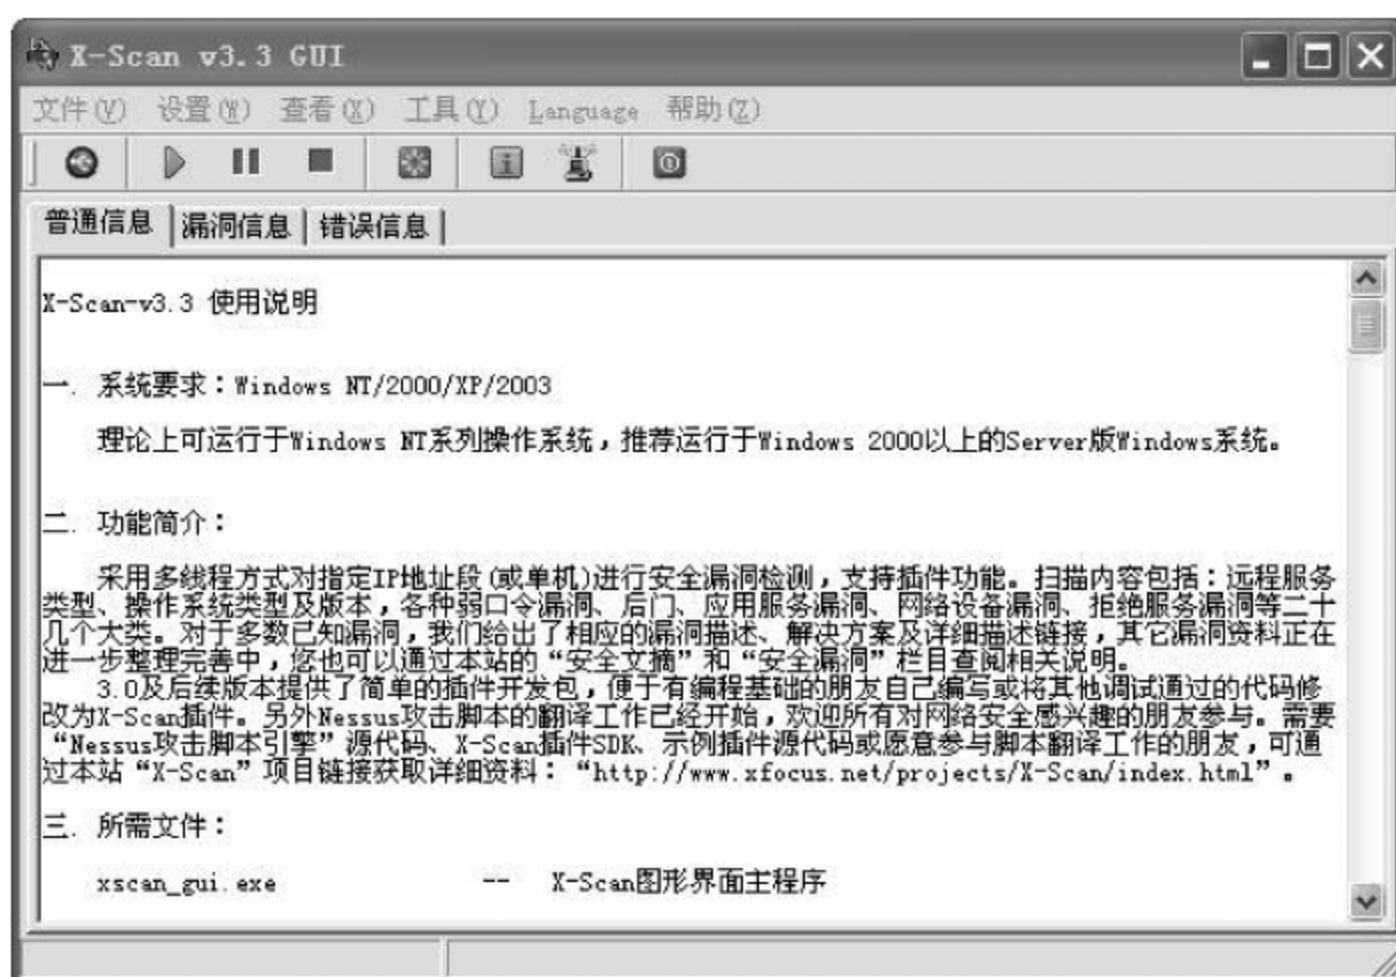 X-Scan v3.3 GUI
文件(V) 设置(W) 查看(X) 工具(Y) Language 帮助(Z)
普通信息 漏洞信息 错误信息
X-Scan-v3.3 使用说明
一. 系统要求：Windows NT/2000/XP/2003
理论上可运行于Windows NT系列操作系统，推荐运行于Windows 2000以上的Server版Windows系统。
二. 功能简介：
采用多线程方式对指定IP地址段(或单机)进行安全漏洞检测，支持插件功能。扫描内容包括：远程服务
类型、操作系统类型及版本，各种弱口令漏洞、后门、应用服务漏洞、网络设备漏洞、拒绝服务漏洞等二十
几个大类。对于多数已知漏洞，我们给出了相应的漏洞描述、解决方案及详细描述链接，其它漏洞资料正在
进一步整理完善中，您也可以通过本站的“安全文摘”和“安全漏洞”栏目查阅相关说明。
3.0及后续版本提供了简单的插件开发包，便于有编程基础的朋友自己编写或将其他调试通过的代码修
改为X-Scan插件。另外Nessus攻击脚本的翻译工作已经开始，欢迎所有对网络安全感兴趣的朋友参与。需要
“Nessus攻击脚本引擎”源代码、X-Scan插件SDK、示例插件源代码或愿意参与脚本翻译工作的朋友，可通
过本站“X-Scan”项目链接获取详细资料：“http://www.xfocus.net/projects/X-Scan/index.html”。
三. 所需文件：
xscan_gui.exe -- X-Scan图形界面主程序